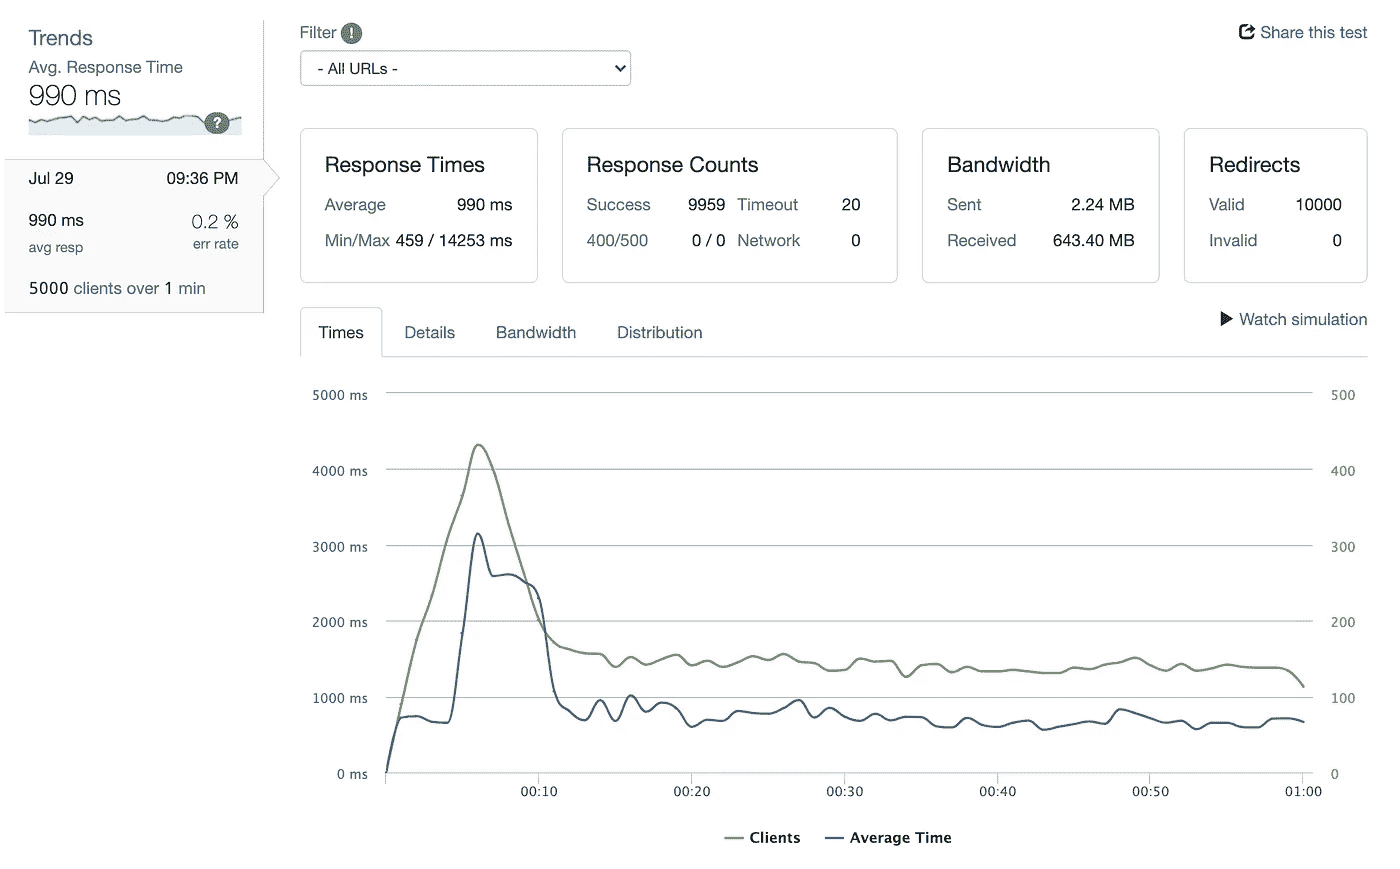 Trends
Avg. Response Time
990 ms
?
Jul 29 09:36 PM
990 ms 0.2 %
avg resp err rate
5000 clients over 1 min
Filter !
- All URLs -
Share this test
Response Times
Average 990 ms
Min/Max 459 / 14253 ms
Response Counts
Success 9959 Timeout 20
400/500 0 / 0 Network 0
Bandwidth
Sent 2.24 MB
Received 643.40 MB
Redirects
Valid 10000
Invalid 0
Times Details Bandwidth Distribution
Watch simulation
5000 ms 500
4000 ms 400
3000 ms 300
2000 ms 200
1000 ms 100
0 ms 0
00:10 00:20 00:30 00:40 00:50 01:00
Clients Average Time